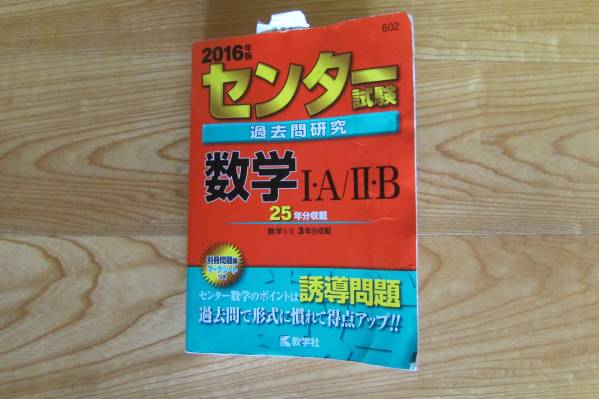 602
2016年版
センター試験
過去問研究
数学I・A/II・B
25年分収載
数学I・II 3年分収載
別冊問題編
マークシート
つき
センター数学のポイントは誘導問題
過去問で形式に慣れて得点アップ!!
教学社